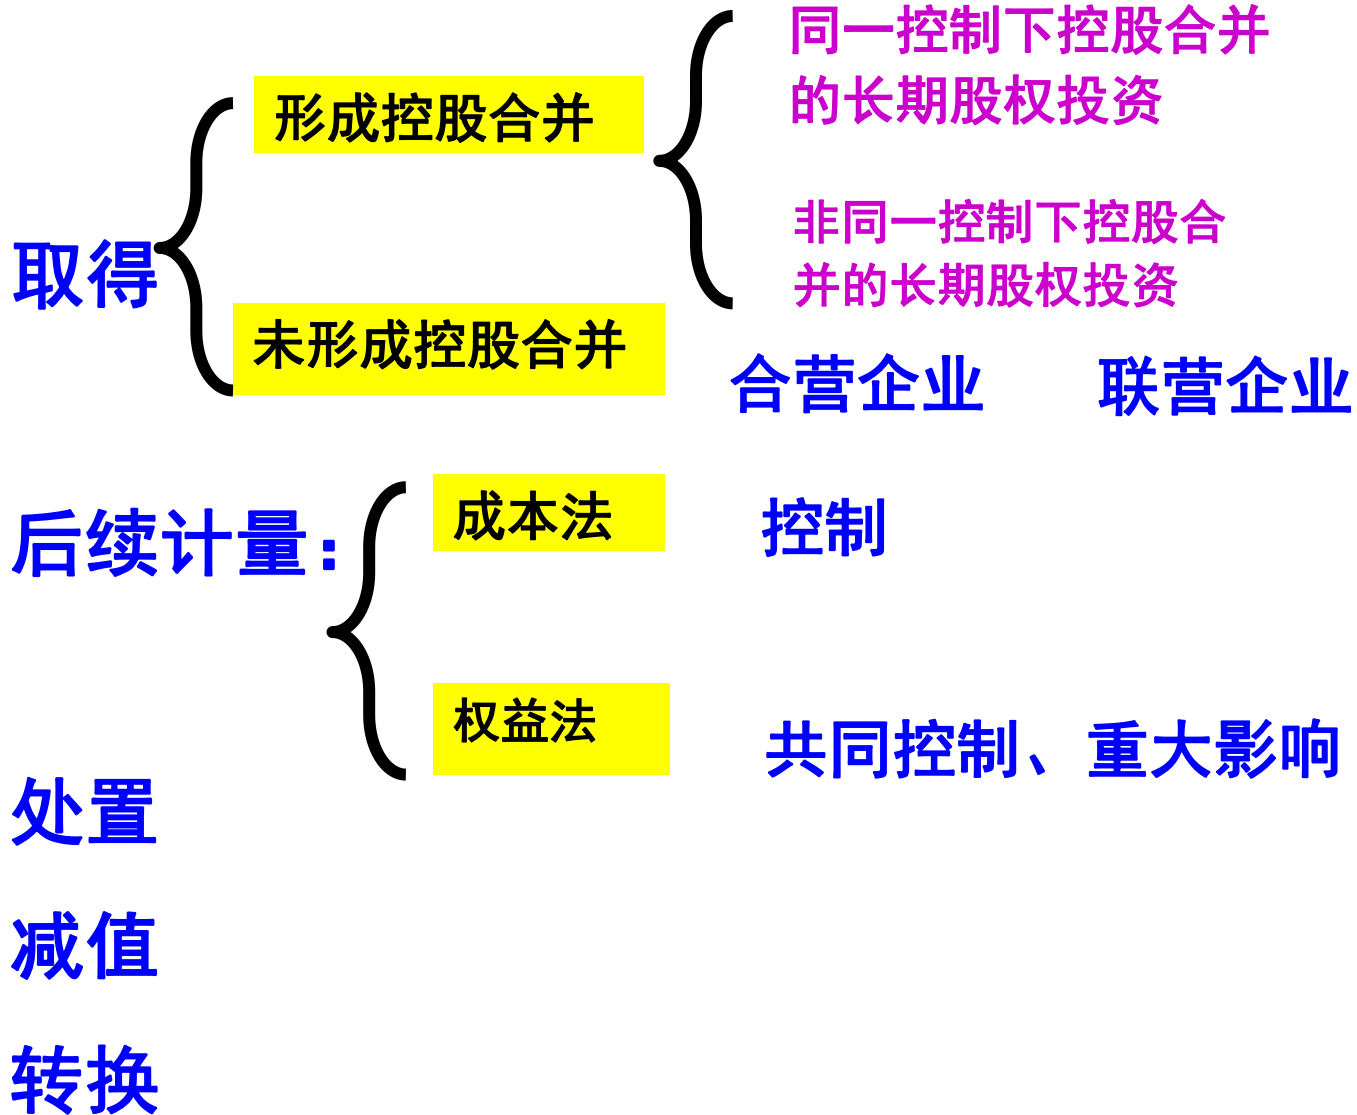 同一控制下控股合并
的长期股权投资
形成控股合并
非同一控制下控股合
并的长期股权投资
取得
未形成控股合并
合营企业 联营企业
后续计量：
成本法 控制
权益法
共同控制、重大影响
处置
减值
转换